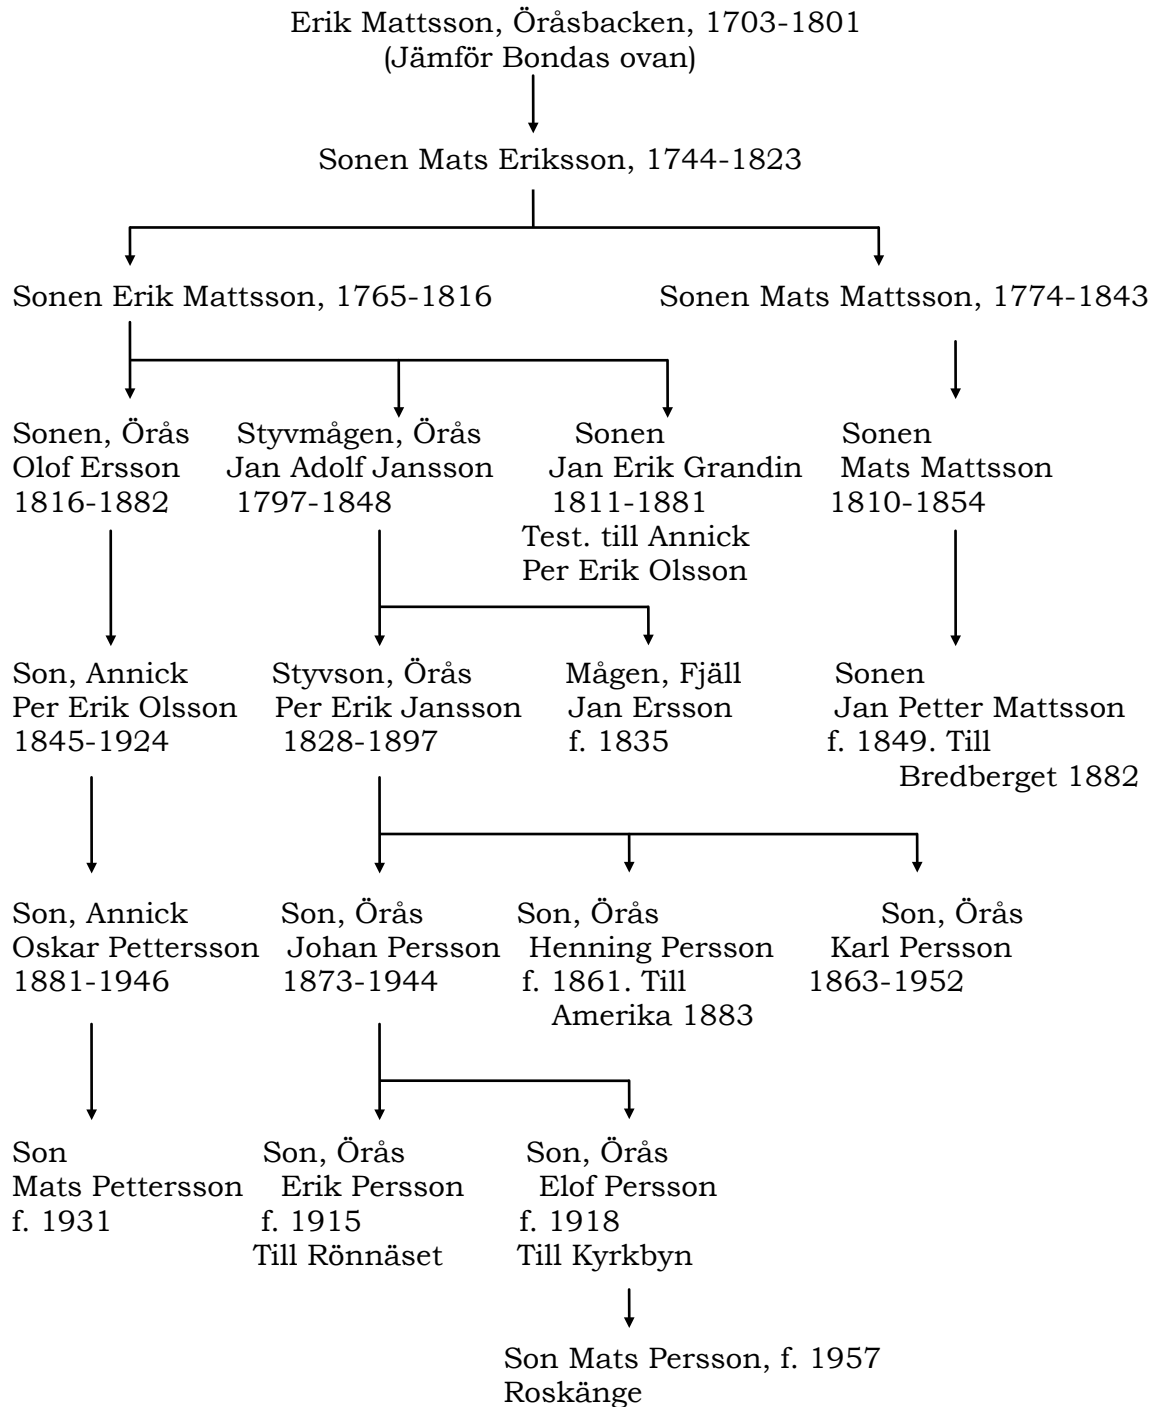 Erik Mattsson, Öråsbacken, 1703-1801
(Jämför Bondas ovan)
Sonen Mats Eriksson, 1744-1823
Sonen Erik Mattsson, 1765-1816
Sonen Mats Mattsson, 1774-1843
Sonen, Örås
Olof Ersson
1816-1882
Styvmågen, Örås
Jan Adolf Jansson
1797-1848
Sonen
Jan Erik Grandin
1811-1881
Test. till Annick
Per Erik Olsson
Sonen
Mats Mattsson
1810-1854
Son, Annick
Per Erik Olsson
1845-1924
Styvson, Örås
Per Erik Jansson
1828-1897
Mågen, Fjäll
Jan Ersson
f. 1835
Sonen
Jan Petter Mattsson
f. 1849. Till
Bredberget 1882
Son, Annick
Oskar Pettersson
1881-1946
Son, Örås
Johan Persson
1873-1944
Son, Örås
Henning Persson
f. 1861. Till
Amerika 1883
Son, Örås
Karl Persson
1863-1952
Son
Mats Pettersson
f. 1931
Son, Örås
Erik Persson
f. 1915
Till Rönnäset
Son, Örås
Elof Persson
f. 1918
Till Kyrkbyn
Son Mats Persson, f. 1957
Roskänge